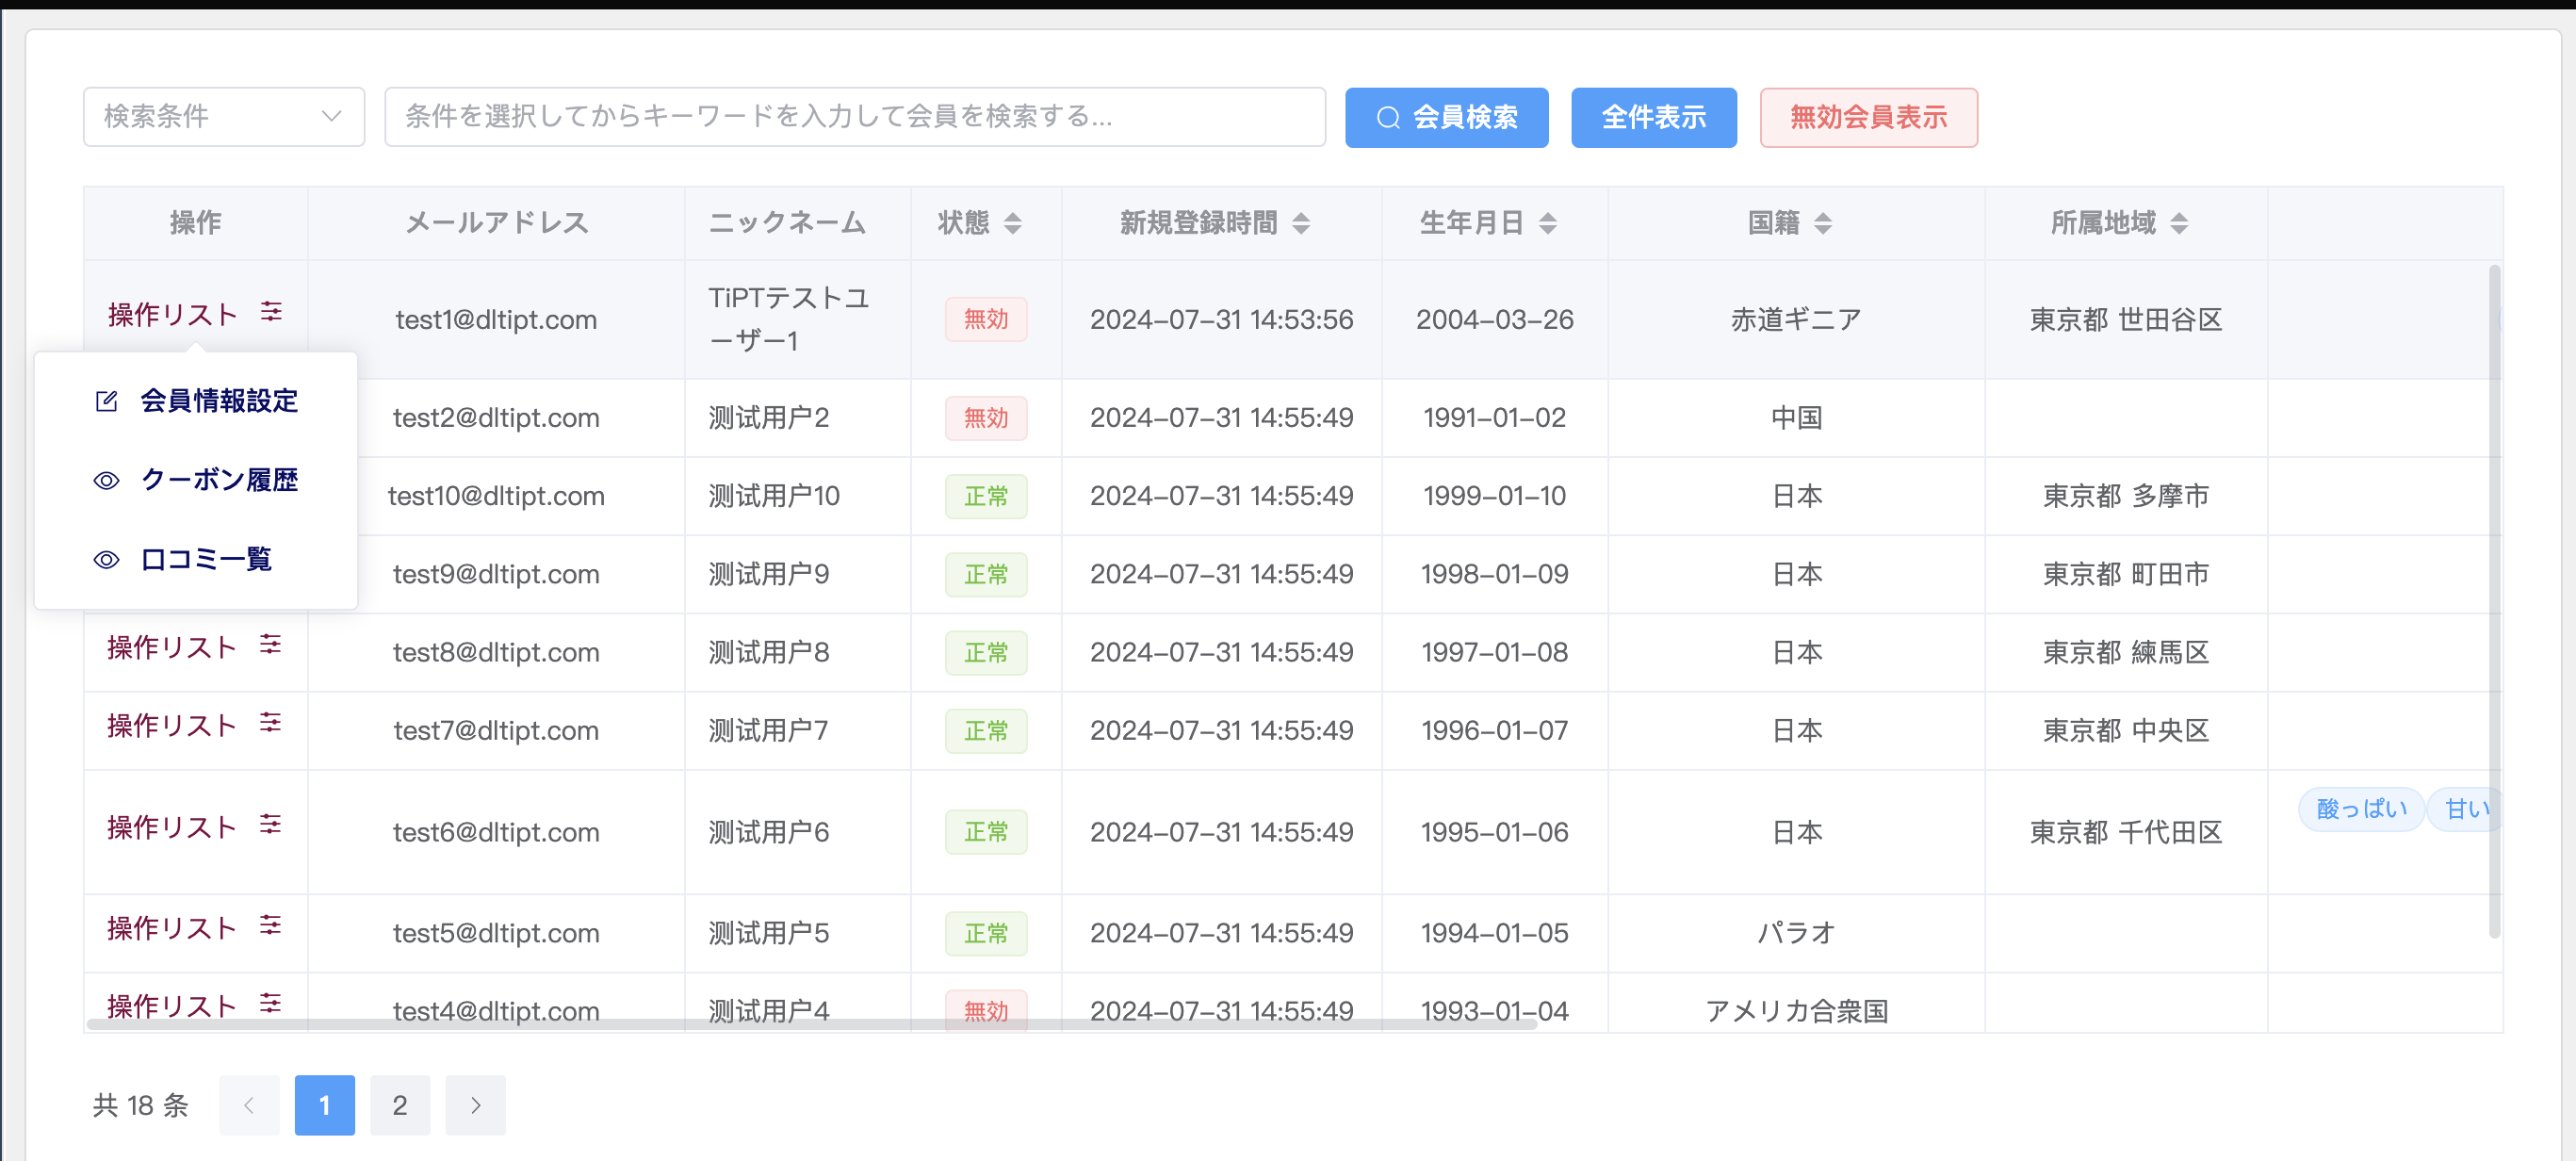 検索条件
条件を選択してからキーワードを入力して会員を検索する...
会員検索
全件表示
無効会員表示
操作 メールアドレス ニックネーム 状態 新規登録時間 生年月日 国籍 所属地域
操作リスト test1@dltipt.com TiPTテストユ
ーザー1 無効 2024-07-31 14:53:56 2004-03-26 赤道ギニア 東京都 世田谷区
会員情報設定
クーポン履歴
口コミ一覧
test2@dltipt.com 测试用户2 無効 2024-07-31 14:55:49 1991-01-02 中国
test10@dltipt.com 测试用户10 正常 2024-07-31 14:55:49 1999-01-10 日本 東京都 多摩市
test9@dltipt.com 测试用户9 正常 2024-07-31 14:55:49 1998-01-09 日本 東京都 町田市
操作リスト test8@dltipt.com 测试用户8 正常 2024-07-31 14:55:49 1997-01-08 日本 東京都 練馬区
操作リスト test7@dltipt.com 测试用户7 正常 2024-07-31 14:55:49 1996-01-07 日本 東京都 中央区
操作リスト test6@dltipt.com 测试用户6 正常 2024-07-31 14:55:49 1995-01-06 日本 東京都 千代田区 酸っぱい 甘い
操作リスト test5@dltipt.com 测试用户5 正常 2024-07-31 14:55:49 1994-01-05 パラオ
操作リスト test4@dltipt.com 测试用户4 無効 2024-07-31 14:55:49 1993-01-04 アメリカ合衆国
共 18 条 1 2